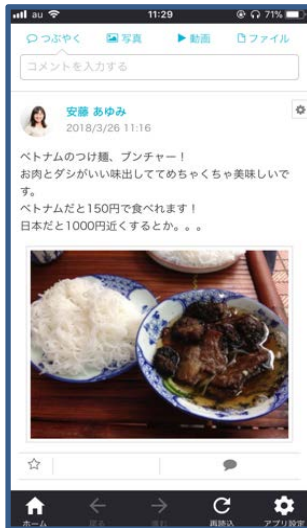 au 11:29 71%
つぶやく 写真 動画 ファイル
コメントを入力する
安藤 あゆみ
2018/3/26 11:16
ベトナムのつけ麺、ブンチャー！
お肉とダシがいい味出しててめちゃくちゃ美味しいで
す。
ベトナムだと150円で食べれます！
日本だと1000円近くするとか。。。
ホーム 戻る 進む 再読込 アプリ設定